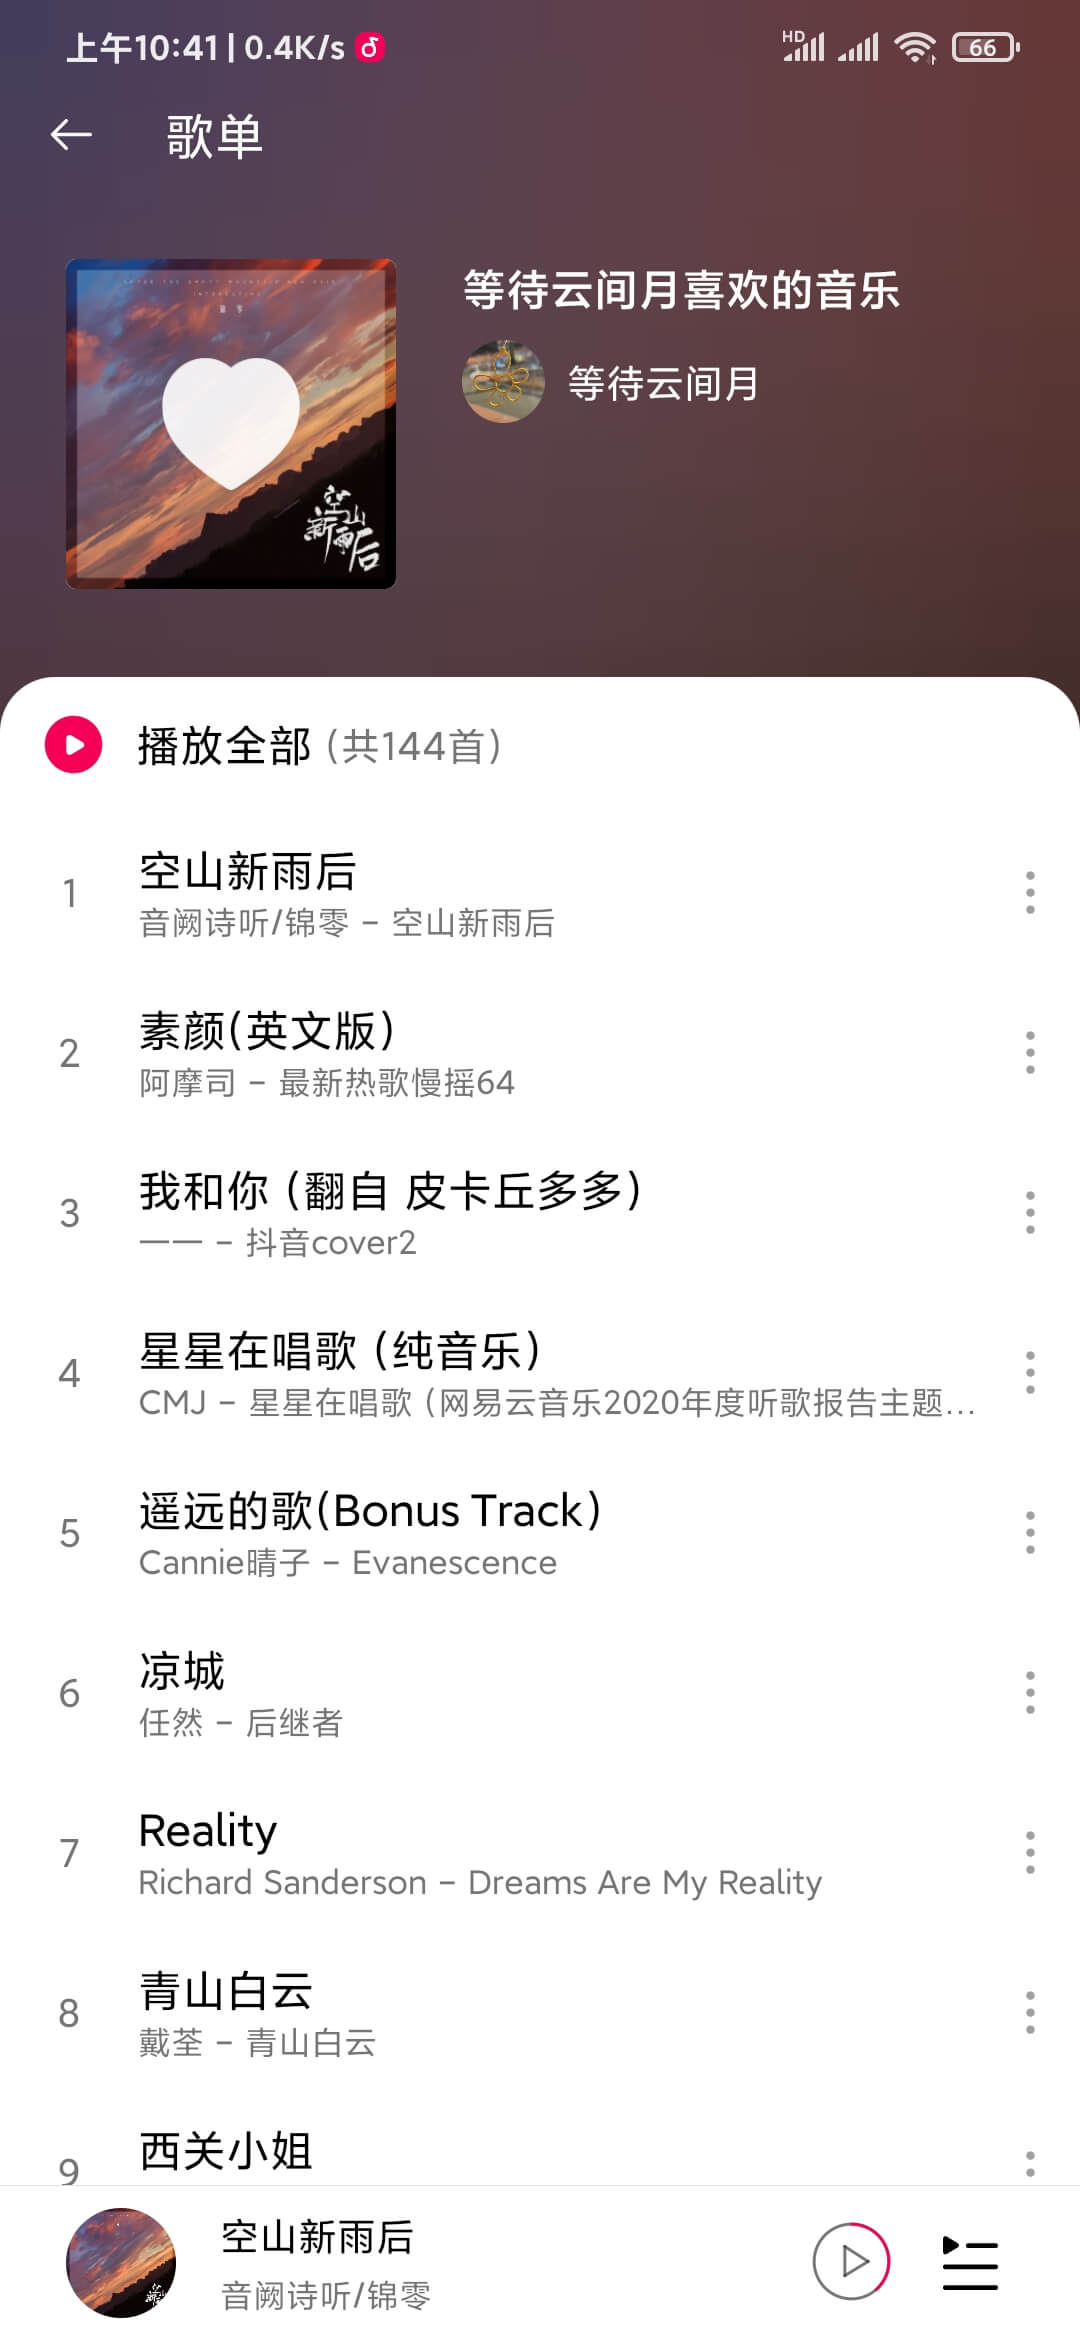 上午10:41 | 0.4K/s
HD
66
歌单
空山
新雨后
等待云间月喜欢的音乐
等待云间月
播放全部 (共144首)
1
空山新雨后
音阙诗听/锦零 – 空山新雨后
2
素颜(英文版)
阿摩司 – 最新热歌慢摇64
3
我和你 (翻自 皮卡丘多多)
一一 – 抖音cover2
4
星星在唱歌 (纯音乐)
CMJ – 星星在唱歌 (网易云音乐2020年度听歌报告主题...
5
遥远的歌(Bonus Track)
Cannie晴子 – Evanescence
6
凉城
任然 – 后继者
7
Reality
Richard Sanderson – Dreams Are My Reality
8
青山白云
戴荃 – 青山白云
9
西关小姐
空山新雨后
音阙诗听/锦零